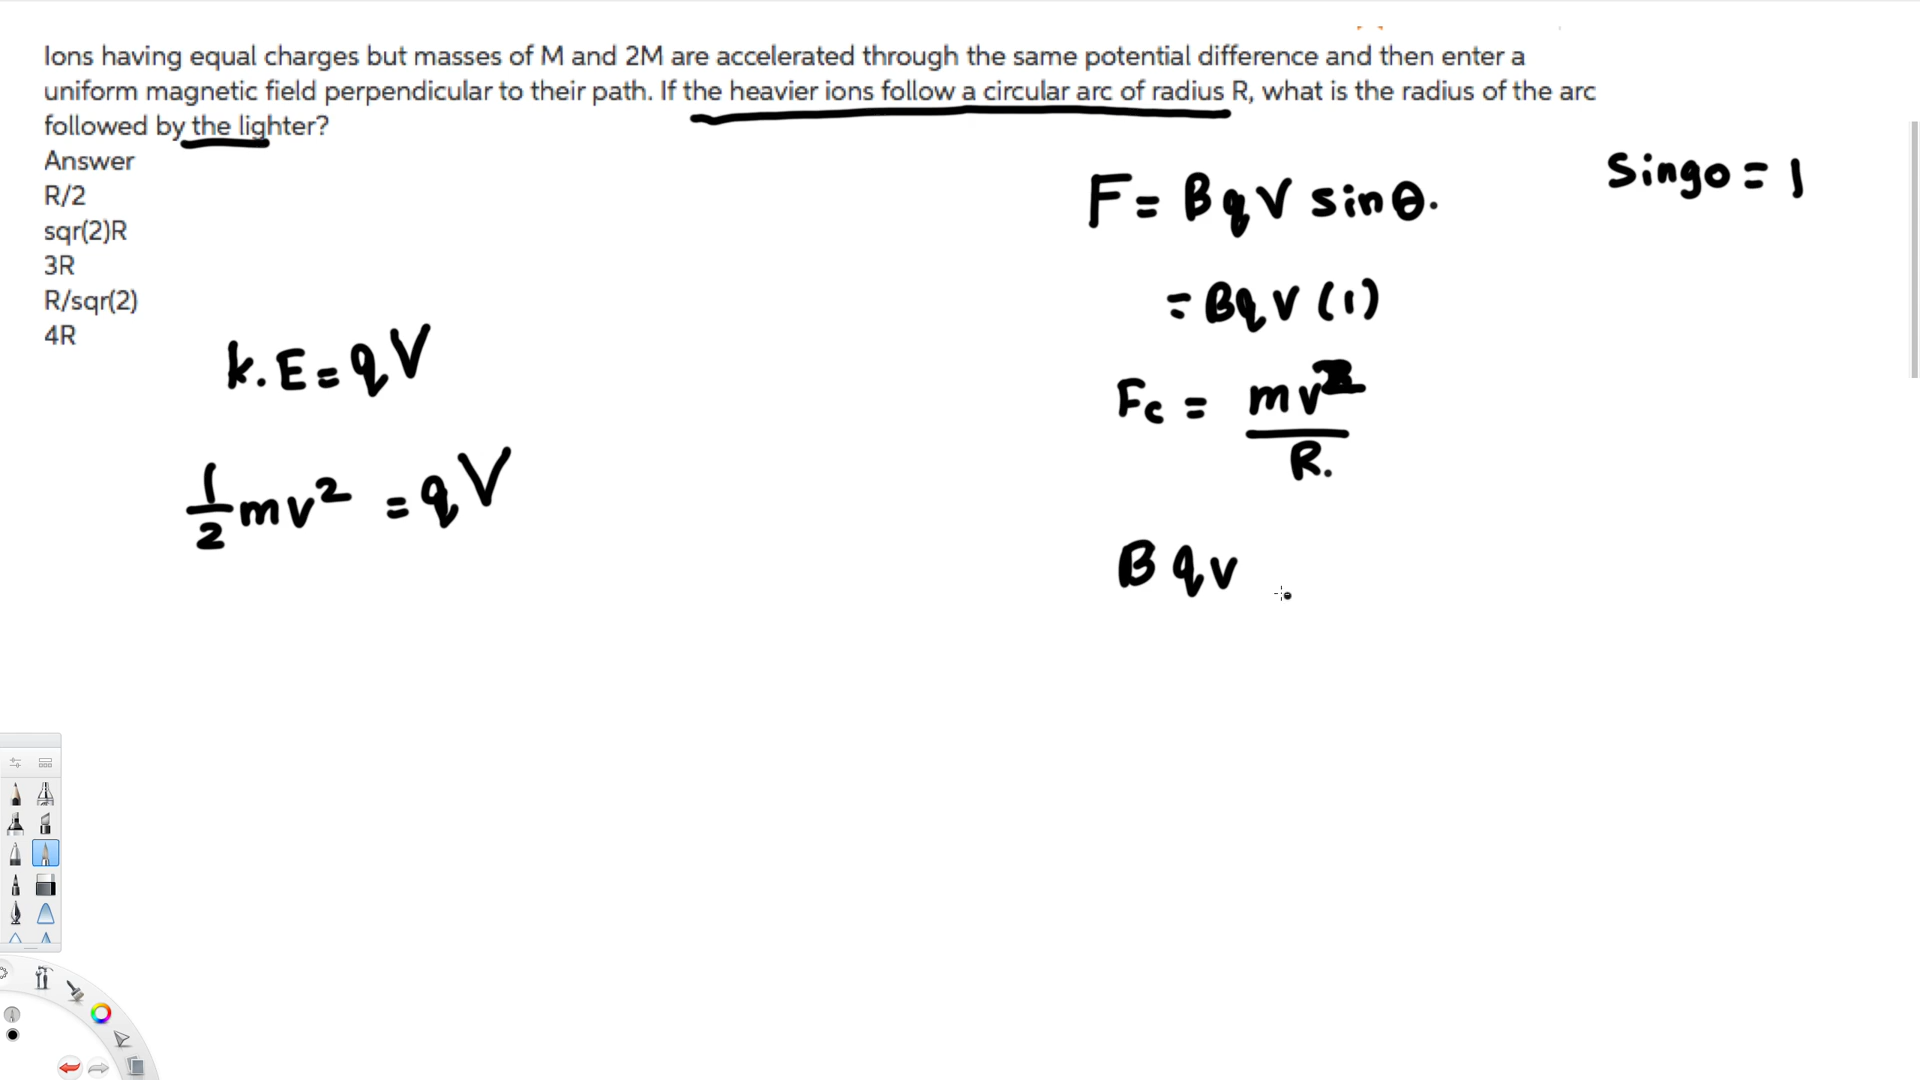 Ions having equal charges but masses of M and 2M are accelerated through the same potential difference and then enter a
uniform magnetic field perpendicular to their path. If the heavier ions follow a circular arc of radius R, what is the radius of the arc
followed by the lighter?
Answer
R/2
sqr(2)R
3R
R/sqr(2)
4R
k.E = qV
1/2 mv² = qV
F = BqV sinθ.
= BqV (1)
Fc = mv²/R.
Bqv
Sin90 = 1